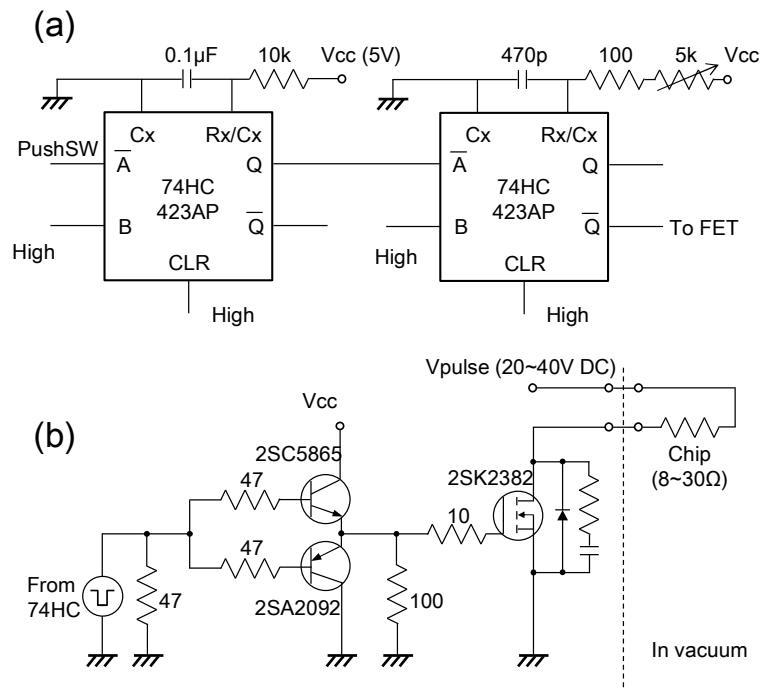 (a)
0.1μF
10k
Vcc (5V)
470p
100
5k
Vcc
Cx
Rx/Cx
Cx
Rx/Cx
PushSW
A
Q
A
Q
74HC
423AP
74HC
423AP
B
Q
B
Q
To FET
High
High
CLR
CLR
High
High
Vpulse (20~40V DC)
(b)
Vcc
2SC5865
47
2SK2382
Chip
(8~30Ω)
10
47
From
74HC
47
2SA2092
100
In vacuum